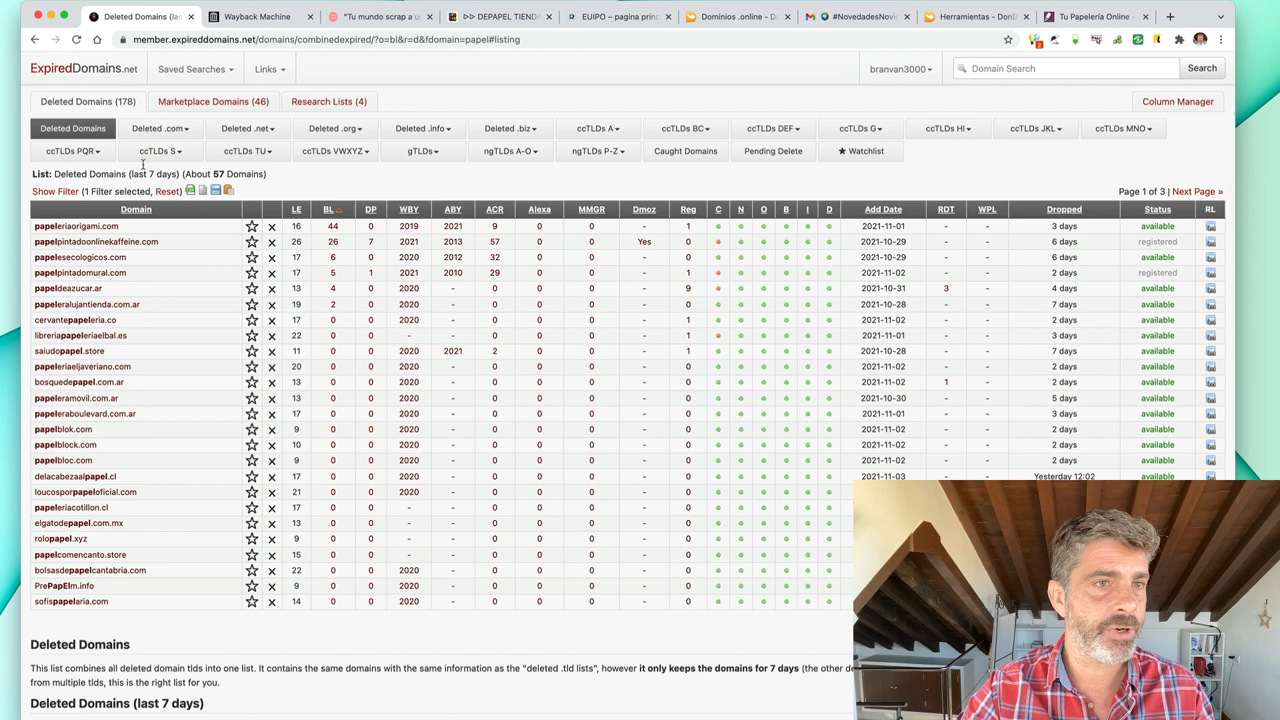 Deleted Domains (las
Wayback Machine
"Tu mundo scrap a u
▷▷ DEPAPEL TIENDA
EUIPO – pagina princ
Dominios .online - Do
#NovedadesNovi
Herramientas - DonD
Tu Papelería Online -
member.expireddomains.net/domains/combinedexpired/?o=bl&r=d&fdomain=papel#listing
ExpiredDomains.net
Saved Searches
Links
branvan3000
Domain Search
Search
Deleted Domains (178)
Marketplace Domains (46)
Research Lists (4)
Column Manager
Deleted Domains Deleted .com Deleted .net Deleted .org Deleted .info Deleted .biz ccTLDs A ccTLDs BC ccTLDs DEF ccTLDs G ccTLDs HI ccTLDs JKL ccTLDs MNO
ccTLDs PQR ccTLDs S ccTLDs TU ccTLDs VWXYZ gTLDs ngTLDs A-O ngTLDs P-Z Caught Domains Pending Delete ★ Watchlist
List: Deleted Domains (last 7 days) (About 57 Domains)
Show Filter (1 Filter selected, Reset)
Page 1 of 3 | Next Page »
Domain LE BL DP WBY ABY ACR Alexa MMGR Dmoz Reg C N O B I D Add Date RDT WPL Dropped Status RL
papeleriaorigami.com 16 44 0 2019 2021 9 0 0 - 1 2021-11-01 - - 3 days available
papelpintadoonlinekaffeine.com 26 26 7 2021 2013 57 0 0 Yes 0 2021-10-29 - - 6 days registered
papelesecologicos.com 17 6 0 2020 2012 32 0 0 - 0 2021-10-29 - - 6 days available
papelpintadomural.com 17 5 1 2021 2010 29 0 0 - 1 2021-11-02 - - 2 days registered
papeldeazucar.ar 13 4 0 2020 - 0 0 0 - 9 2021-10-31 3 - 4 days available
papeleralujantienda.com.ar 19 2 0 2020 - 0 0 0 - 0 2021-10-28 - - 7 days available
cervantepapeleria.co 17 0 0 2020 - 0 0 0 - 1 2021-11-02 - - 2 days available
libreriapapeleriaelbal.es 22 0 0 - - 0 0 0 - 1 2021-11-01 - - 3 days available
saiudopapel.store 11 0 0 2020 2021 2 0 0 - 1 2021-10-28 - - 7 days available
papeleriaeljaveriano.com 20 0 0 - - 0 0 0 - 0 2021-11-02 - - 2 days available
bosquedepapel.com.ar 13 0 0 2020 - 0 0 0 - 0 2021-11-02 1 - 2 days available
papeleramovil.com.ar 13 0 0 2020 - 0 0 0 - 0 2021-10-30 - - 5 days available
papeleraboulevard.com.ar 17 0 0 2020 - 0 0 0 - 0 2021-11-01 - - 3 days available
papelblok.com 9 0 0 2020 - 0 0 0 - 0 2021-11-02 - - 2 days available
papelblock.com 10 0 0 2020 - 0 0 0 - 0 2021-11-02 - - 2 days available
papelbloc.com 9 0 0 2020 - 0 0 0 - 0 2021-11-02 - - 2 days available
delacabezaalpapel.cl 17 0 0 2020 - 0 0 0 - 0 2021-11-03 - - Yesterday 12:02 available
loucosporpapeloficial.com 21 0 0 2020 - 0 0 0 - 0
papeleriacotillon.cl 17 0 0 - - 0 0 0 - 0
elgatodepapel.com.mx 13 0 0 - - 0 0 0 - 0
rolopapel.xyz 9 0 0 - - 0 0 0 - 0
papelcomencanto.store 15 0 0 - - 0 0 0 - 0
bolsasdepapelcantabria.com 22 0 0 2020 - 0 0 0 - 0
PrePapElm.info 9 0 0 2020 - 0 0 0 - 0
sofispapelaria.com 14 0 0 2020 - 0 0 0 - 0
Deleted Domains
This list combines all deleted domain tlds into one list. It contains the same domains with the same information as the "deleted .tld lists", however it only keeps the domains for 7 days (the other de
from multiple tlds, this is the right list for you.
Deleted Domains (last 7 days)